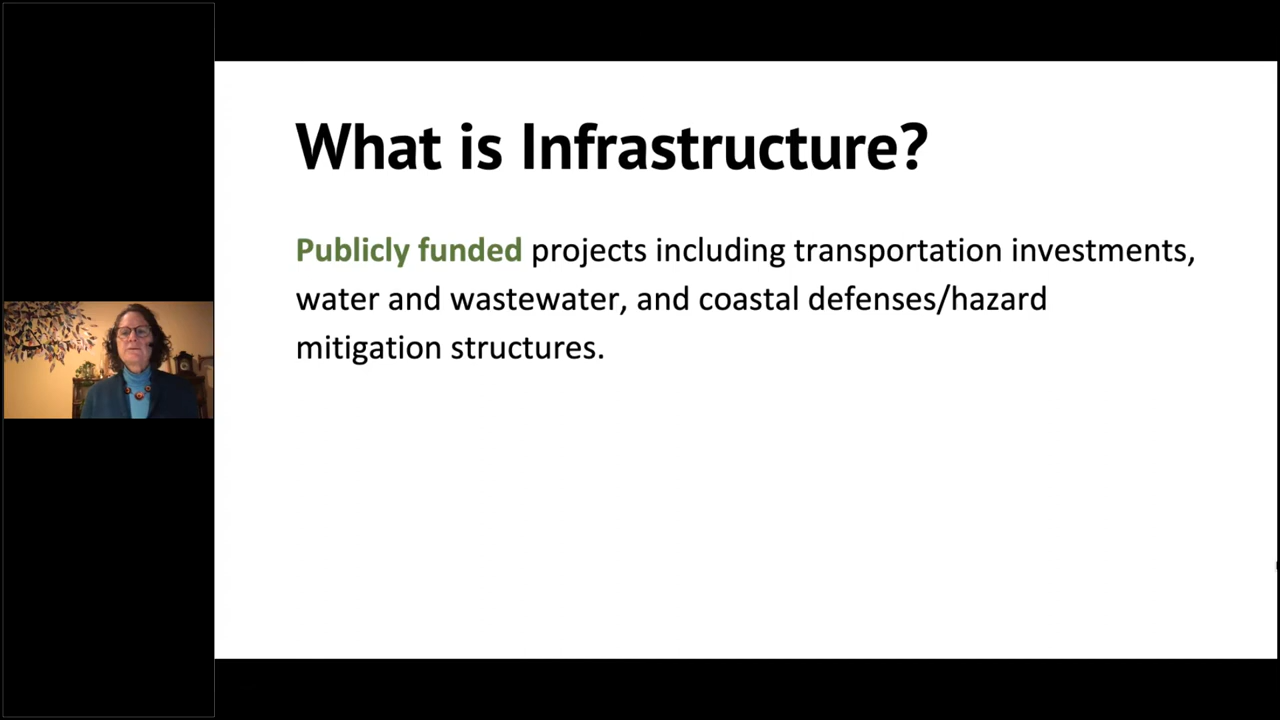 What is Infrastructure?
Publicly funded projects including transportation investments,
water and wastewater, and coastal defenses/hazard
mitigation structures.